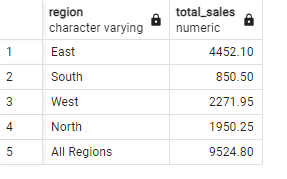 region total_sales
character varying numeric
1 East 4452.10
2 South 850.50
3 West 2271.95
4 North 1950.25
5 All Regions 9524.80